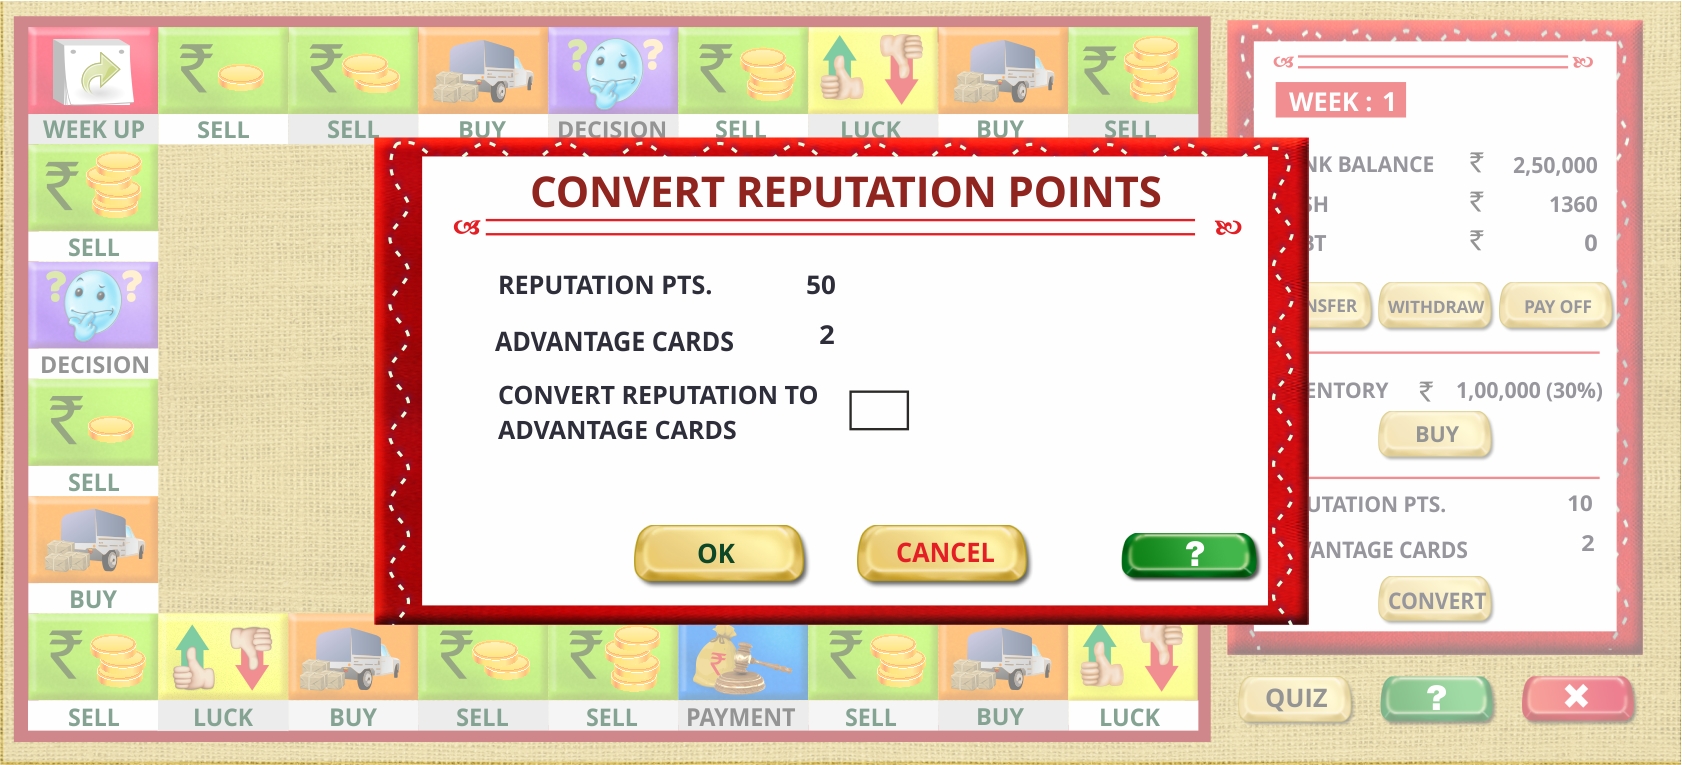 WEEK UP
SELL
SELL
BUY
DECISION
SELL
LUCK
BUY
SELL
SELL
DECISION
SELL
BUY
SELL
LUCK
BUY
SELL
SELL
PAYMENT
SELL
BUY
LUCK
CONVERT REPUTATION POINTS
REPUTATION PTS. 50
ADVANTAGE CARDS 2
CONVERT REPUTATION TO
ADVANTAGE CARDS
OK CANCEL ?
WEEK : 1
NK BALANCE ₹ 2,50,000
SH ₹ 1360
BT ₹ 0
NSFER WITHDRAW PAY OFF
ENTORY ₹ 1,00,000 (30%)
BUY
UTATION PTS. 10
VANTAGE CARDS 2
CONVERT
QUIZ ?